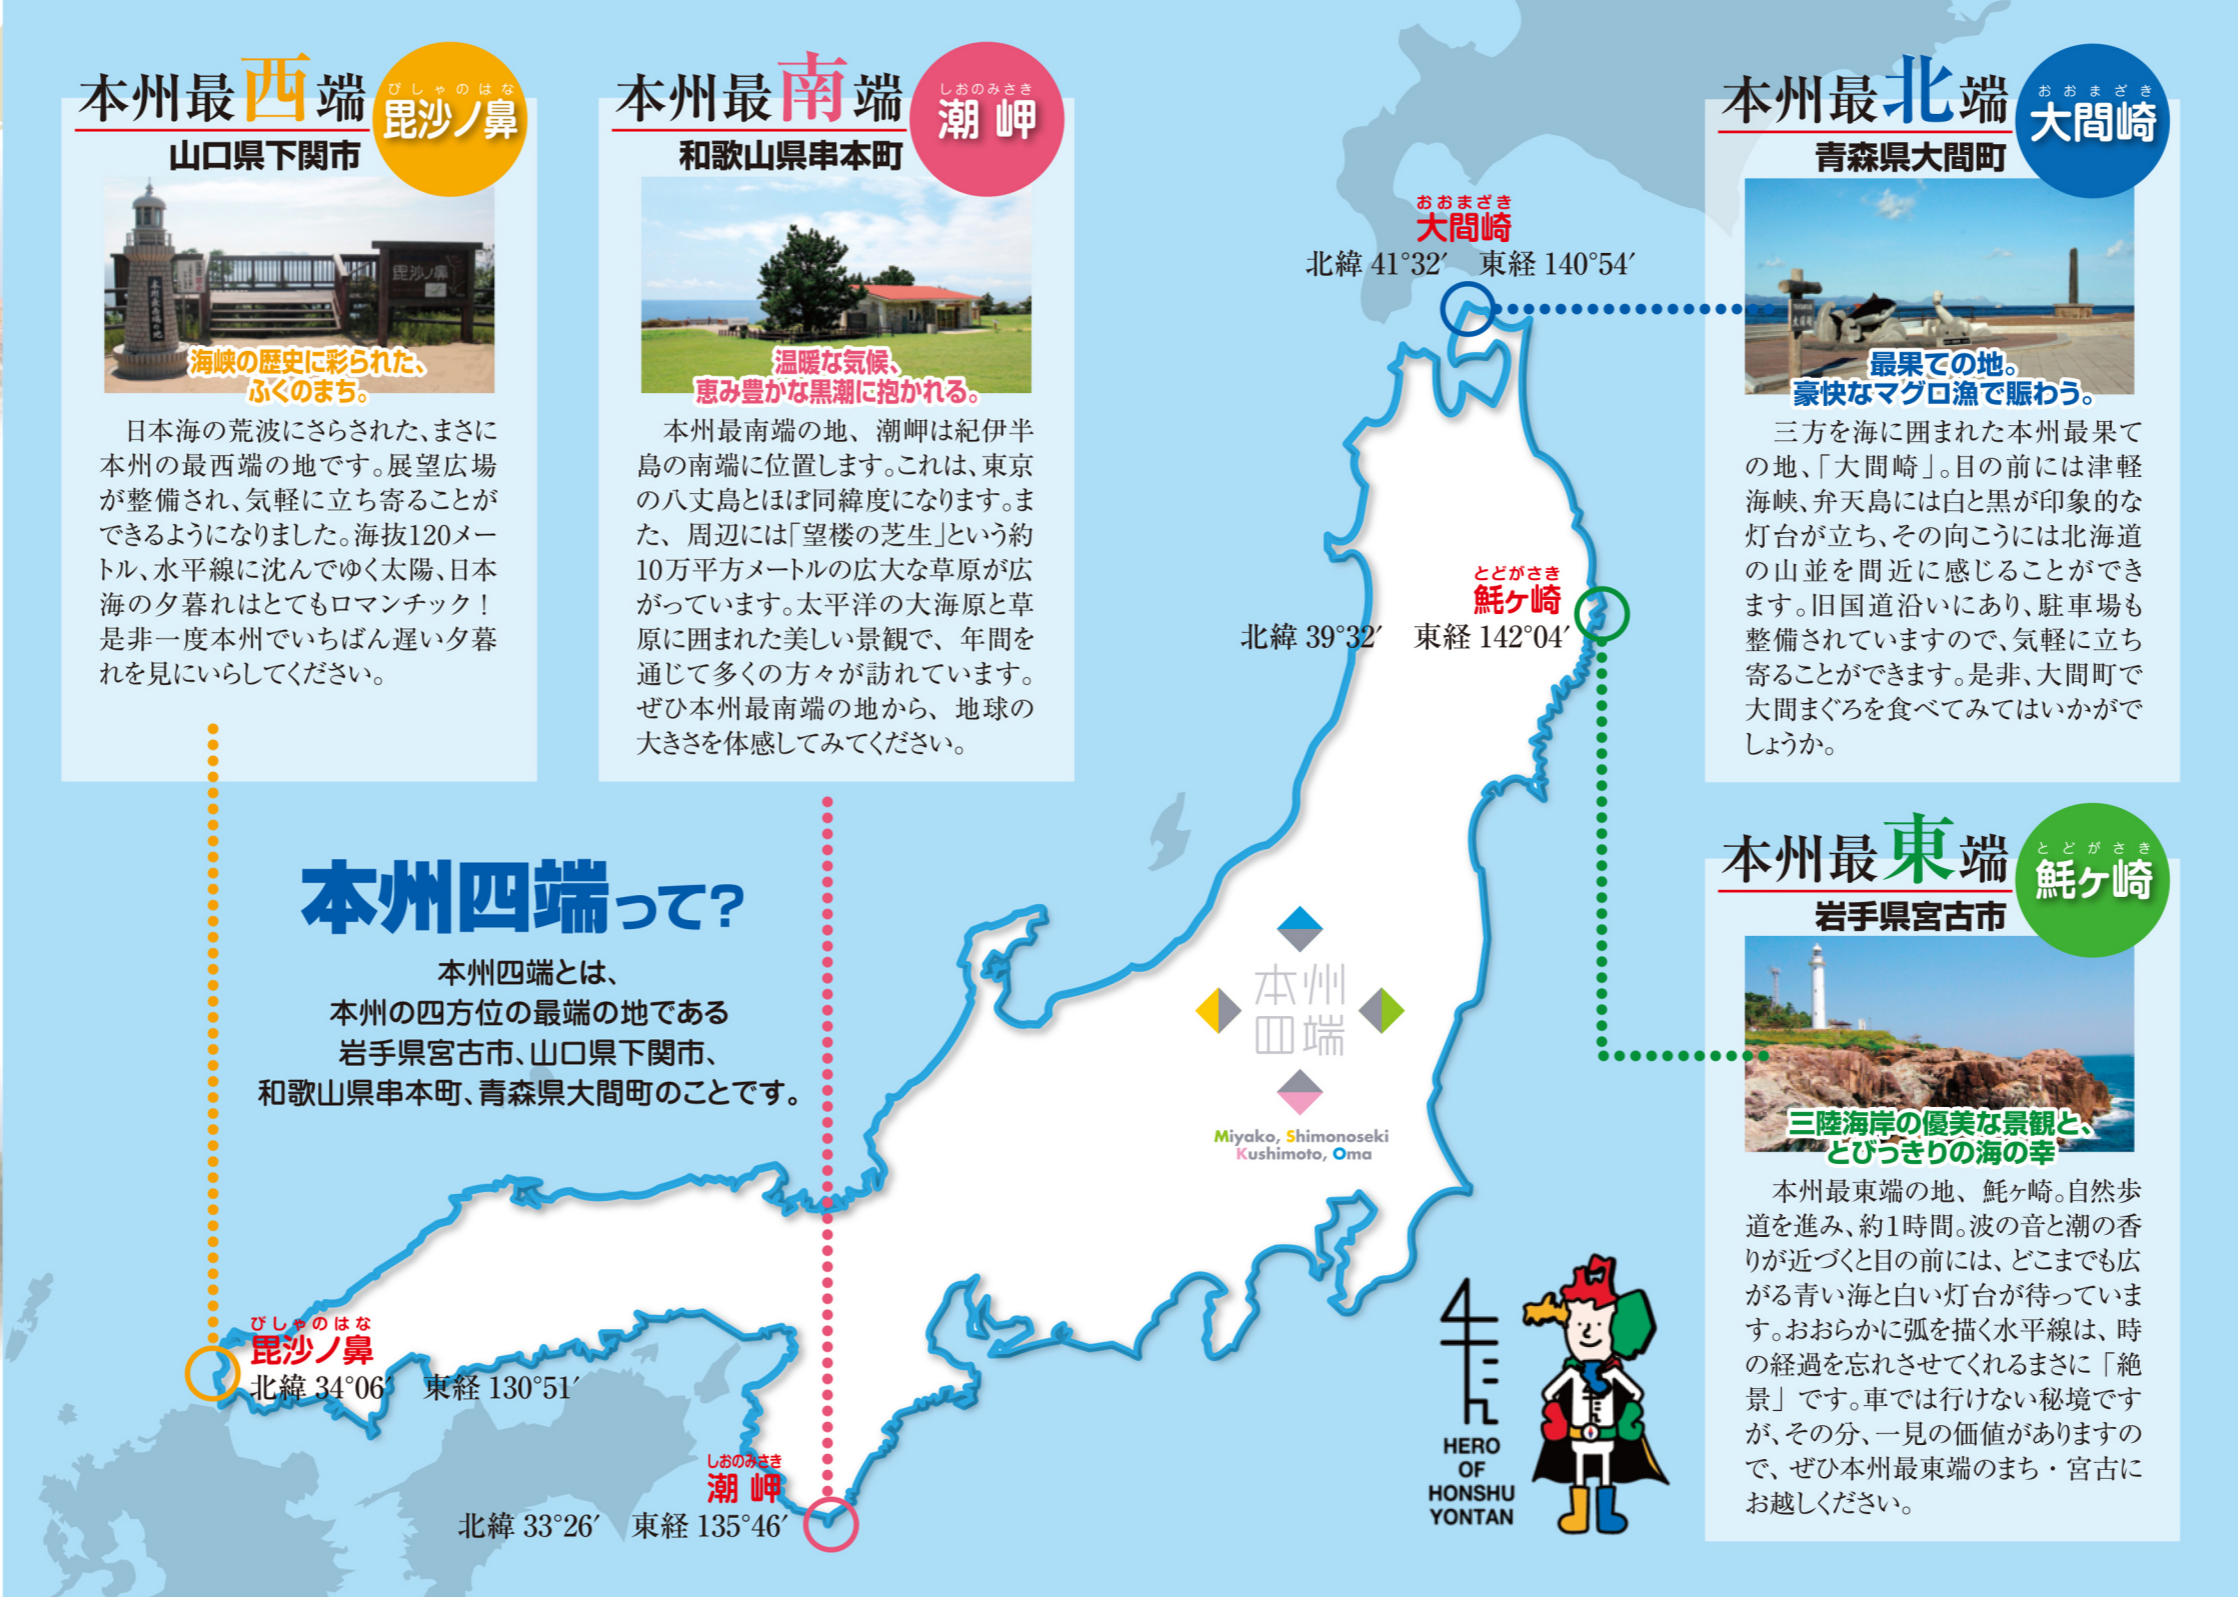 本州最西端
びしゃのはな
毘沙ノ鼻
山口県下関市
毘沙ノ鼻
海峡の歴史に彩られた、
ふくのまち。
日本海の荒波にさらされた、まさに
本州の最西端の地です。展望広場
が整備され、気軽に立ち寄ることが
できるようになりました。海抜120メー
トル、水平線に沈んでゆく太陽、日本
海の夕暮れはとてもロマンチック！
是非一度本州でいちばん遅い夕暮
れを見にいらしてください。
本州最南端
しおのみさき
潮岬
和歌山県串本町
温暖な気候、
恵み豊かな黒潮に抱かれる。
本州最南端の地、潮岬は紀伊半
島の南端に位置します。これは、東京
の八丈島とほぼ同緯度になります。ま
た、周辺には「望楼の芝生」という約
10万平方メートルの広大な草原が広
がっています。太平洋の大海原と草
原に囲まれた美しい景観で、年間を
通じて多くの方々が訪れています。
ぜひ本州最南端の地から、地球の
大きさを体感してみてください。
本州最北端
おおまざき
大間崎
青森県大間町
最果ての地。
豪快なマグロ漁で賑わう。
三方を海に囲まれた本州最果て
の地、「大間崎」。目の前には津軽
海峡、弁天島には白と黒が印象的な
灯台が立ち、その向こうには北海道
の山並を間近に感じることができ
ます。旧国道沿いにあり、駐車場も
整備されていますので、気軽に立ち
寄ることができます。是非、大間町で
大間まぐろを食べてみてはいかがで
しょうか。
本州最東端
とどがさき
魹ヶ崎
岩手県宮古市
三陸海岸の優美な景観と、
とびっきりの海の幸
本州最東端の地、魹ヶ崎。自然歩
道を進み、約1時間。波の音と潮の香
りが近づくと目の前には、どこまでも広
がる青い海と白い灯台が待っていま
す。おおらかに弧を描く水平線は、時
の経過を忘れさせてくれるまさに「絶
景」です。車では行けない秘境です
が、その分、一見の価値がありますの
で、ぜひ本州最東端のまち・宮古に
お越しください。
本州四端って？
本州四端とは、
本州の四方位の最端の地である
岩手県宮古市、山口県下関市、
和歌山県串本町、青森県大間町のことです。
おおまざき
大間崎
北緯 41°32′ 東経 140°54′
とどがさき
魹ヶ崎
北緯 39°32′ 東経 142°04′
本州
四端
Miyako, Shimonoseki
Kushimoto, Oma
びしゃのはな
毘沙ノ鼻
北緯 34°06′ 東経 130°51′
しおのみさき
潮岬
北緯 33°26′ 東経 135°46′
HERO
OF
HONSHU
YONTAN